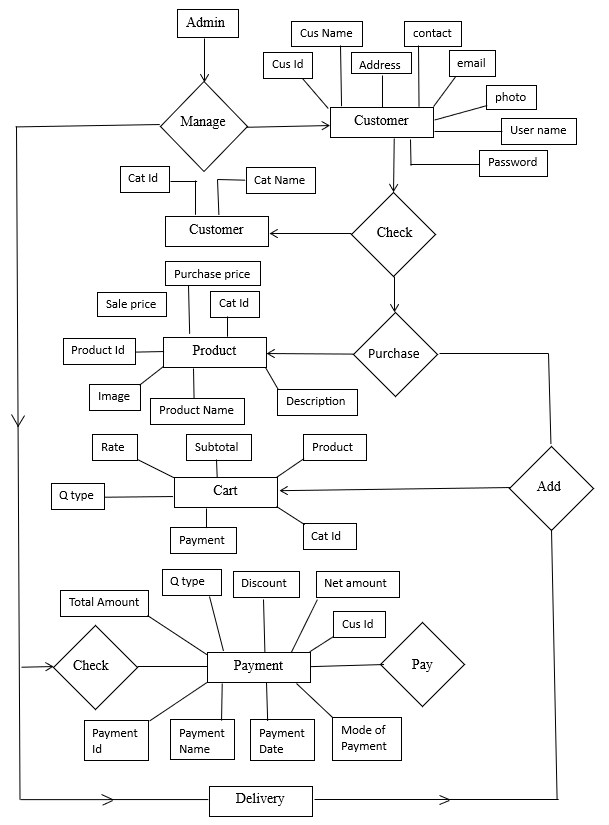 Admin
Cus Name
contact
Cus Id
Address
email
photo
Manage
Customer
User name
Password
Cat Id
Cat Name
Customer
Check
Purchase price
Sale price
Cat Id
Product Id
Product
Purchase
Image
Product Name
Description
Rate
Subtotal
Product
Q type
Cart
Add
Payment
Cat Id
Q type
Discount
Net amount
Total Amount
Cus Id
Check
Payment
Pay
Payment
Id
Payment
Name
Payment
Date
Mode of
Payment
Delivery